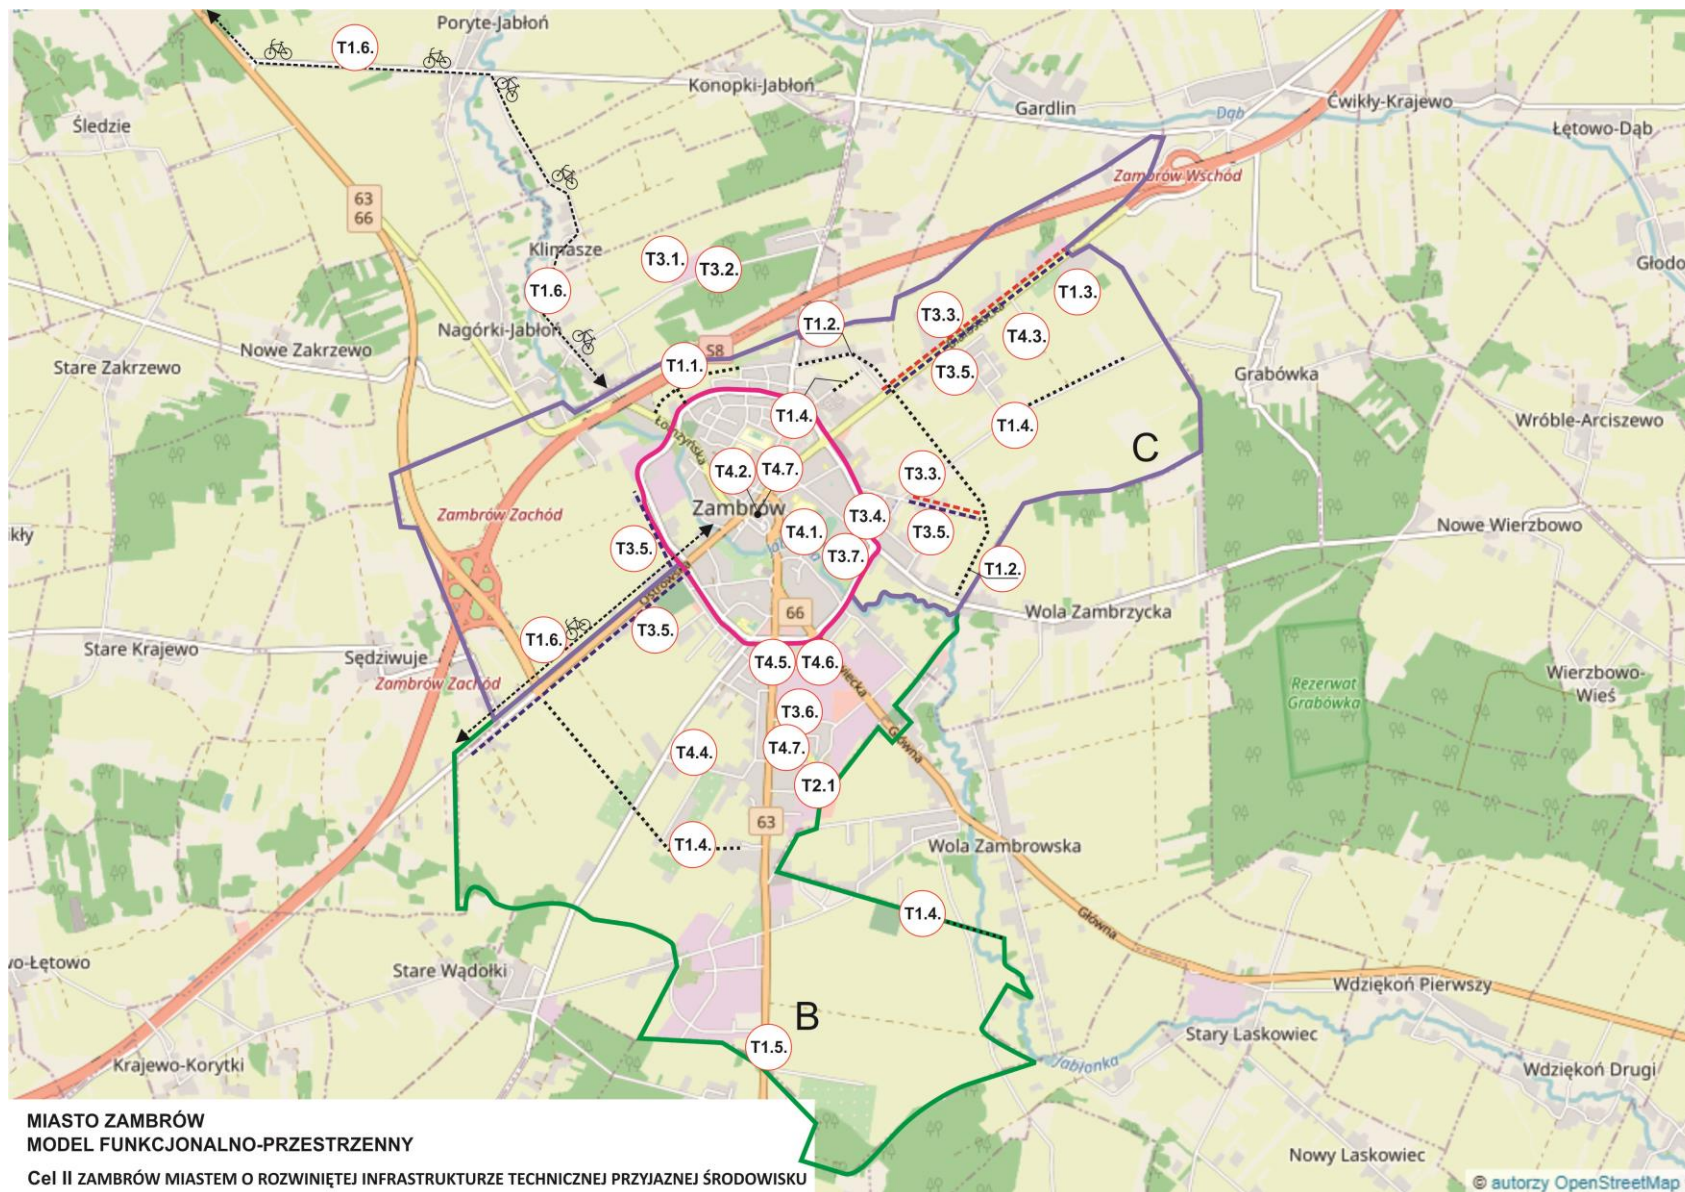 Poryte-Jabłoń
T1.6.
Konopki-Jabłoń
Gardlin
Dąb
Ćwikły-Krajewo
Łętowo-Dąb
Śledzie
Zambrów Wschód
63
66
Klimasze
T3.1.
T3.2.
Głodo
T1.6.
T1.3.
T3.3.
T1.2.
T4.3.
Nagórki-Jabłoń
Nowe Zakrzewo
S8
Stare Zakrzewo
T1.1.
T3.5.
Grabówka
T1.4.
Łomżyńska
T1.4.
Wróble-Arciszewo
C
T4.2.
T4.7.
T3.3.
Zambrów
Zambrów Zachód
T3.4.
Nowe Wierzbowo
kły
T3.5.
T4.1.
T3.5.
T3.7.
T1.2.
Ostrowska
66
Wola Zambrzycka
T3.5.
T1.6.
Stare Krajewo
Sędziwuje
T4.5.
T4.6.
Wierzbowo-
Wieś
Zambrów Zachód
wiecka
Rezerwat
Grabówka
T3.6.
T4.4.
T4.7.
Główna
T2.1
63
T1.4.
Wola Zambrowska
T1.4.
Główna
wo-Łętowo
Stare Wądołki
Wdziękoń Pierwszy
B
T1.5.
Stary Laskowiec
Krajewo-Korytki
Jabłonka
Wdziękoń Drugi
MIASTO ZAMBRÓW
MODEL FUNKCJONALNO-PRZESTRZENNY
Nowy Laskowiec
Cel II ZAMBRÓW MIASTEM O ROZWINIĘTEJ INFRASTRUKTURZE TECHNICZNEJ PRZYJAZNEJ ŚRODOWISKU
© autorzy OpenStreetMap